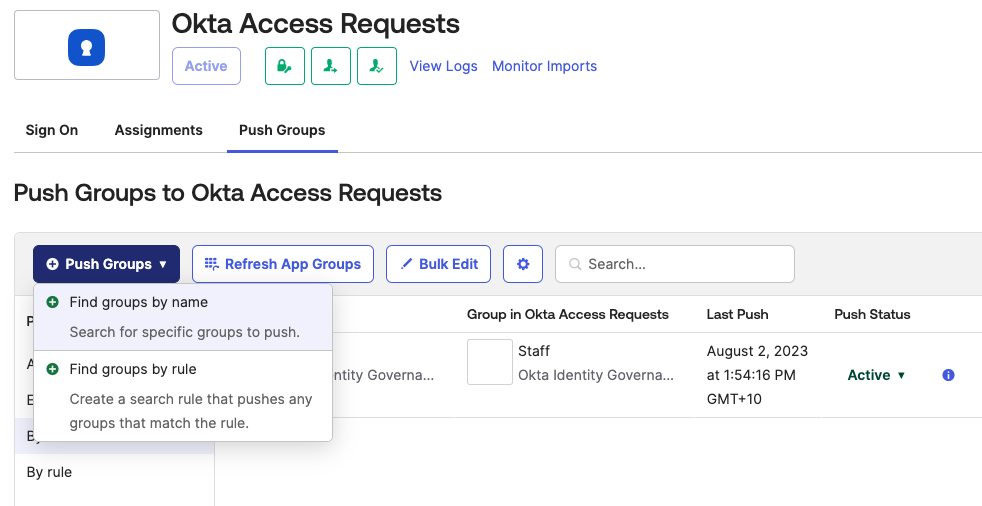 Okta Access Requests
Active
View Logs
Monitor Imports
Sign On
Assignments
Push Groups
Push Groups to Okta Access Requests
Push Groups ▼
Refresh App Groups
Bulk Edit
Search...
Find groups by name
Search for specific groups to push.
Find groups by rule
Create a search rule that pushes any
groups that match the rule.
By rule
Group in Okta Access Requests
Last Push
Push Status
ntity Governa...
Staff
Okta Identity Governa...
August 2, 2023
at 1:54:16 PM
GMT+10
Active ▼